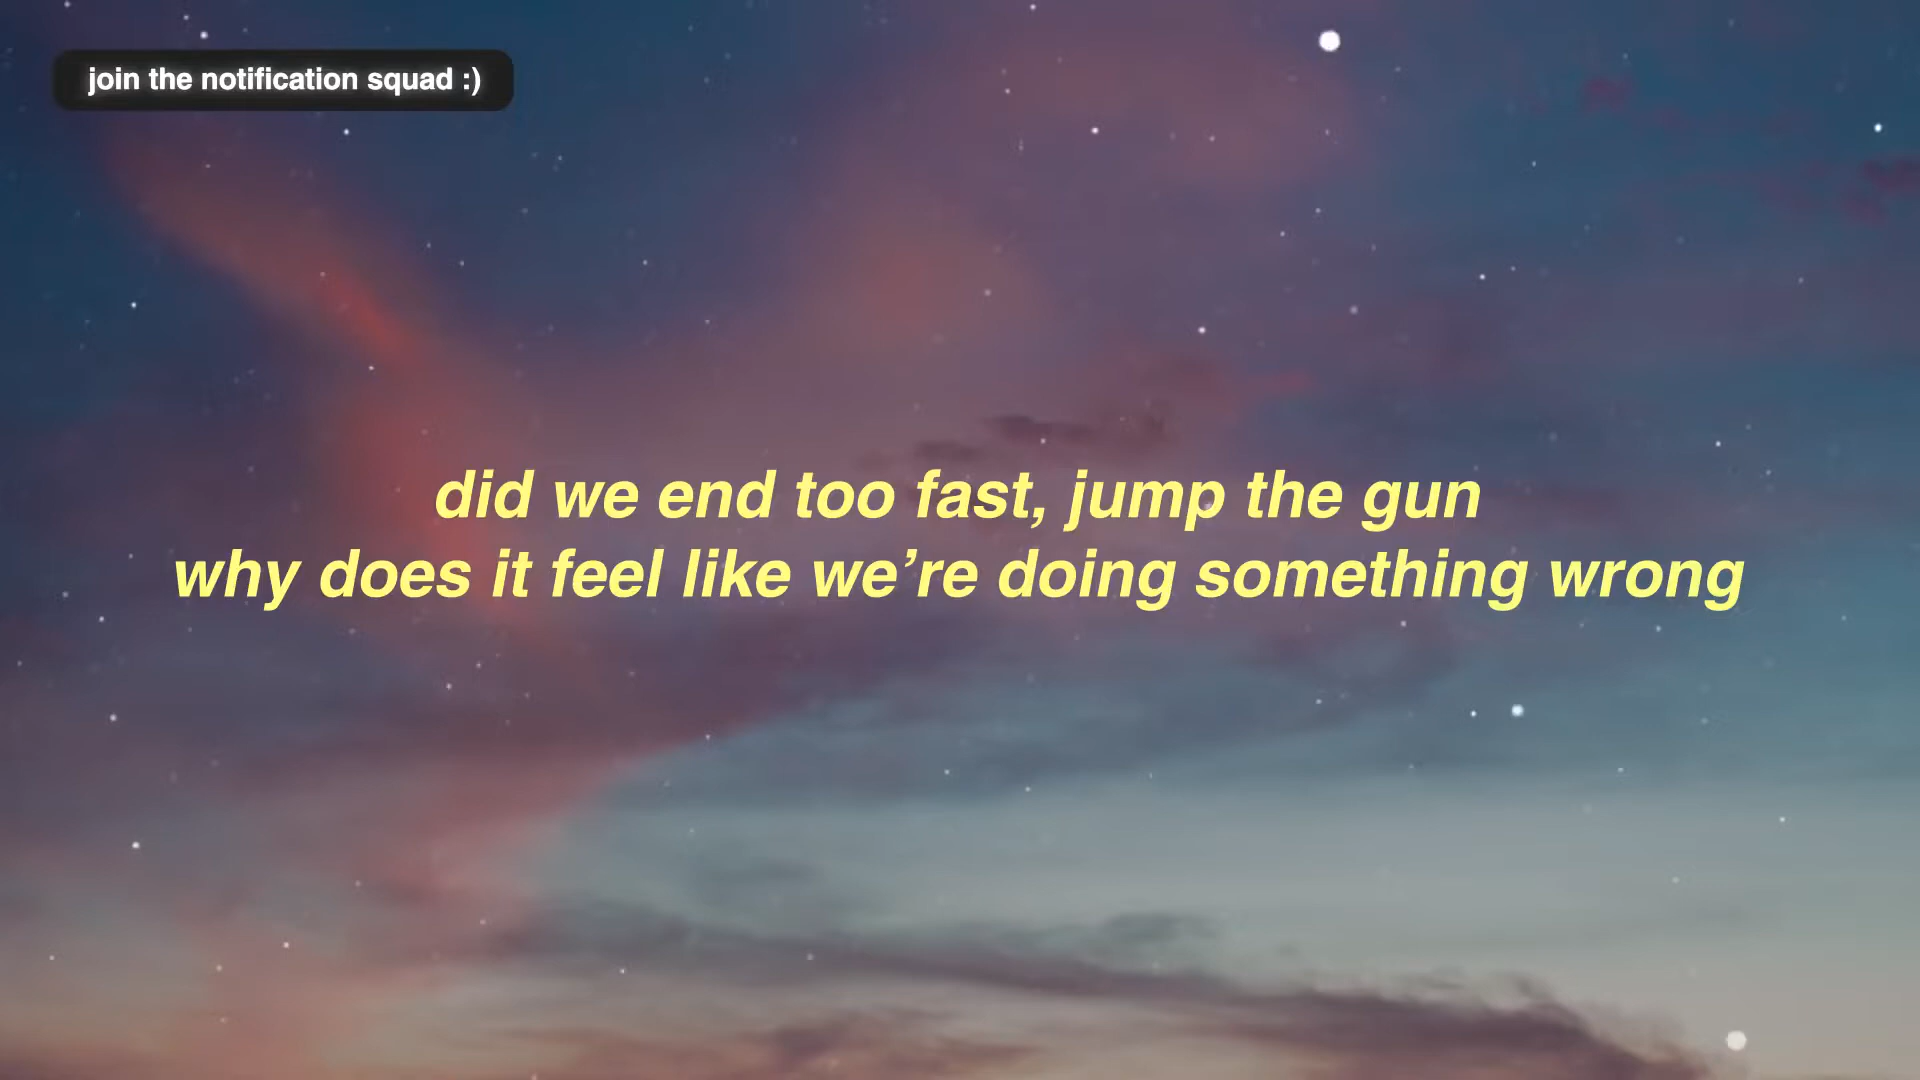 join the notification squad :)
did we end too fast, jump the gun
why does it feel like we’re doing something wrong